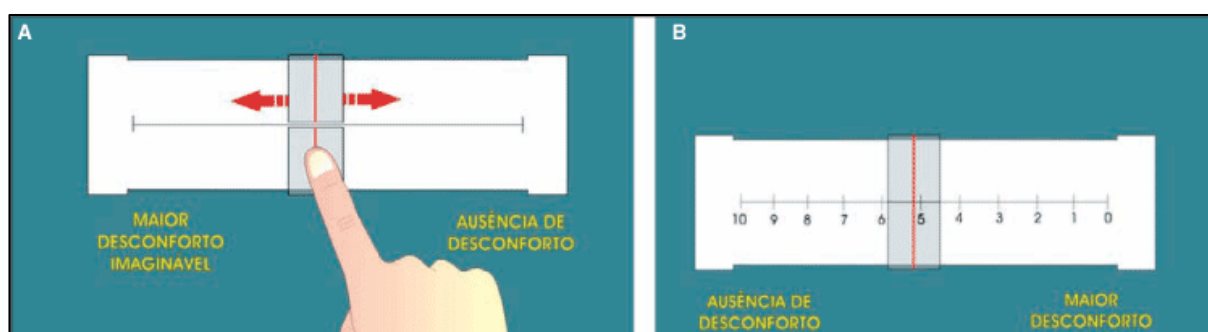 A
MAIOR
DESCONFORTO
IMAGINAVEL
AUSÊNCIA DE
DESCONFORTO
B
10 9 8 7 6 5 4 3 2 1 0
AUSÊNCIA DE
DESCONFORTO
MAIOR
DESCONFORTO